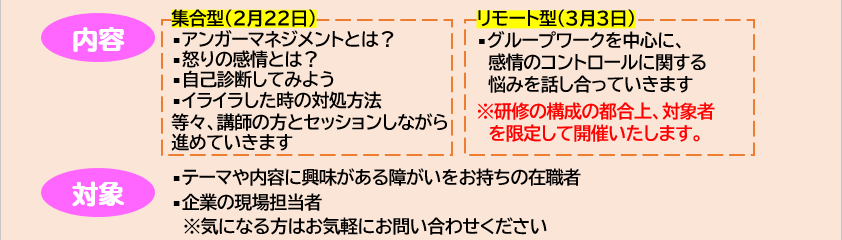 内容
集合型（2月22日）
▪アンガーマネジメントとは？
▪怒りの感情とは？
▪自己診断してみよう
▪イライラした時の対処方法
等々、講師の方とセッションしながら
進めていきます
リモート型（3月3日）
▪グループワークを中心に、
感情のコントロールに関する
悩みを話し合っていきます
※研修の構成の都合上、対象者
を限定して開催いたします。
対象
▪テーマや内容に興味がある障がいをお持ちの在職者
▪企業の現場担当者
※気になる方はお気軽にお問い合わせください